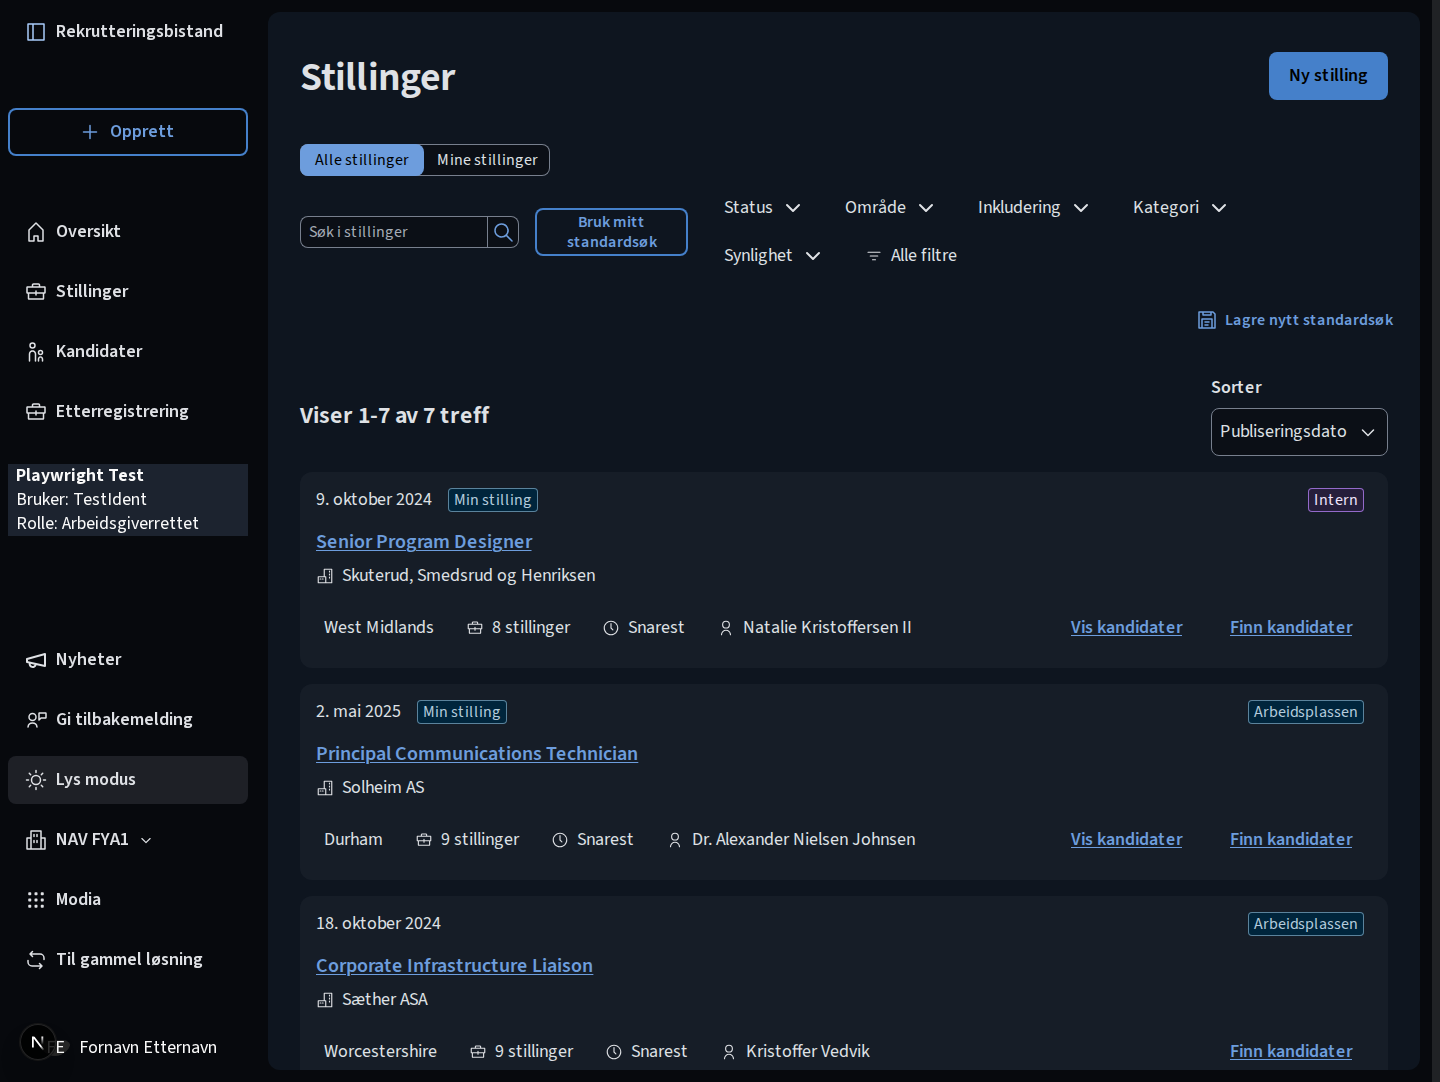 Rekrutteringsbistand
Opprett
Oversikt
Stillinger
Kandidater
Etterregistrering
Playwright Test
Bruker: TestIdent
Rolle: Arbeidsgiverrettet
Nyheter
Gi tilbakemelding
Lys modus
NAV FYA1
Modia
Til gammel løsning
N
FE
Fornavn Etternavn
Stillinger
Ny stilling
Alle stillinger
Mine stillinger
Søk i stillinger
Bruk mitt
standardsøk
Status
Område
Inkludering
Kategori
Synlighet
Alle filtre
Lagre nytt standardsøk
Viser 1-7 av 7 treff
Sorter
Publiseringsdato
9. oktober 2024 Min stilling Intern
Senior Program Designer
Skuterud, Smedsrud og Henriksen
West Midlands 8 stillinger Snarest Natalie Kristoffersen II Vis kandidater Finn kandidater
2. mai 2025 Min stilling Arbeidsplassen
Principal Communications Technician
Solheim AS
Durham 9 stillinger Snarest Dr. Alexander Nielsen Johnsen Vis kandidater Finn kandidater
18. oktober 2024 Arbeidsplassen
Corporate Infrastructure Liaison
Sæther ASA
Worcestershire 9 stillinger Snarest Kristoffer Vedvik Finn kandidater